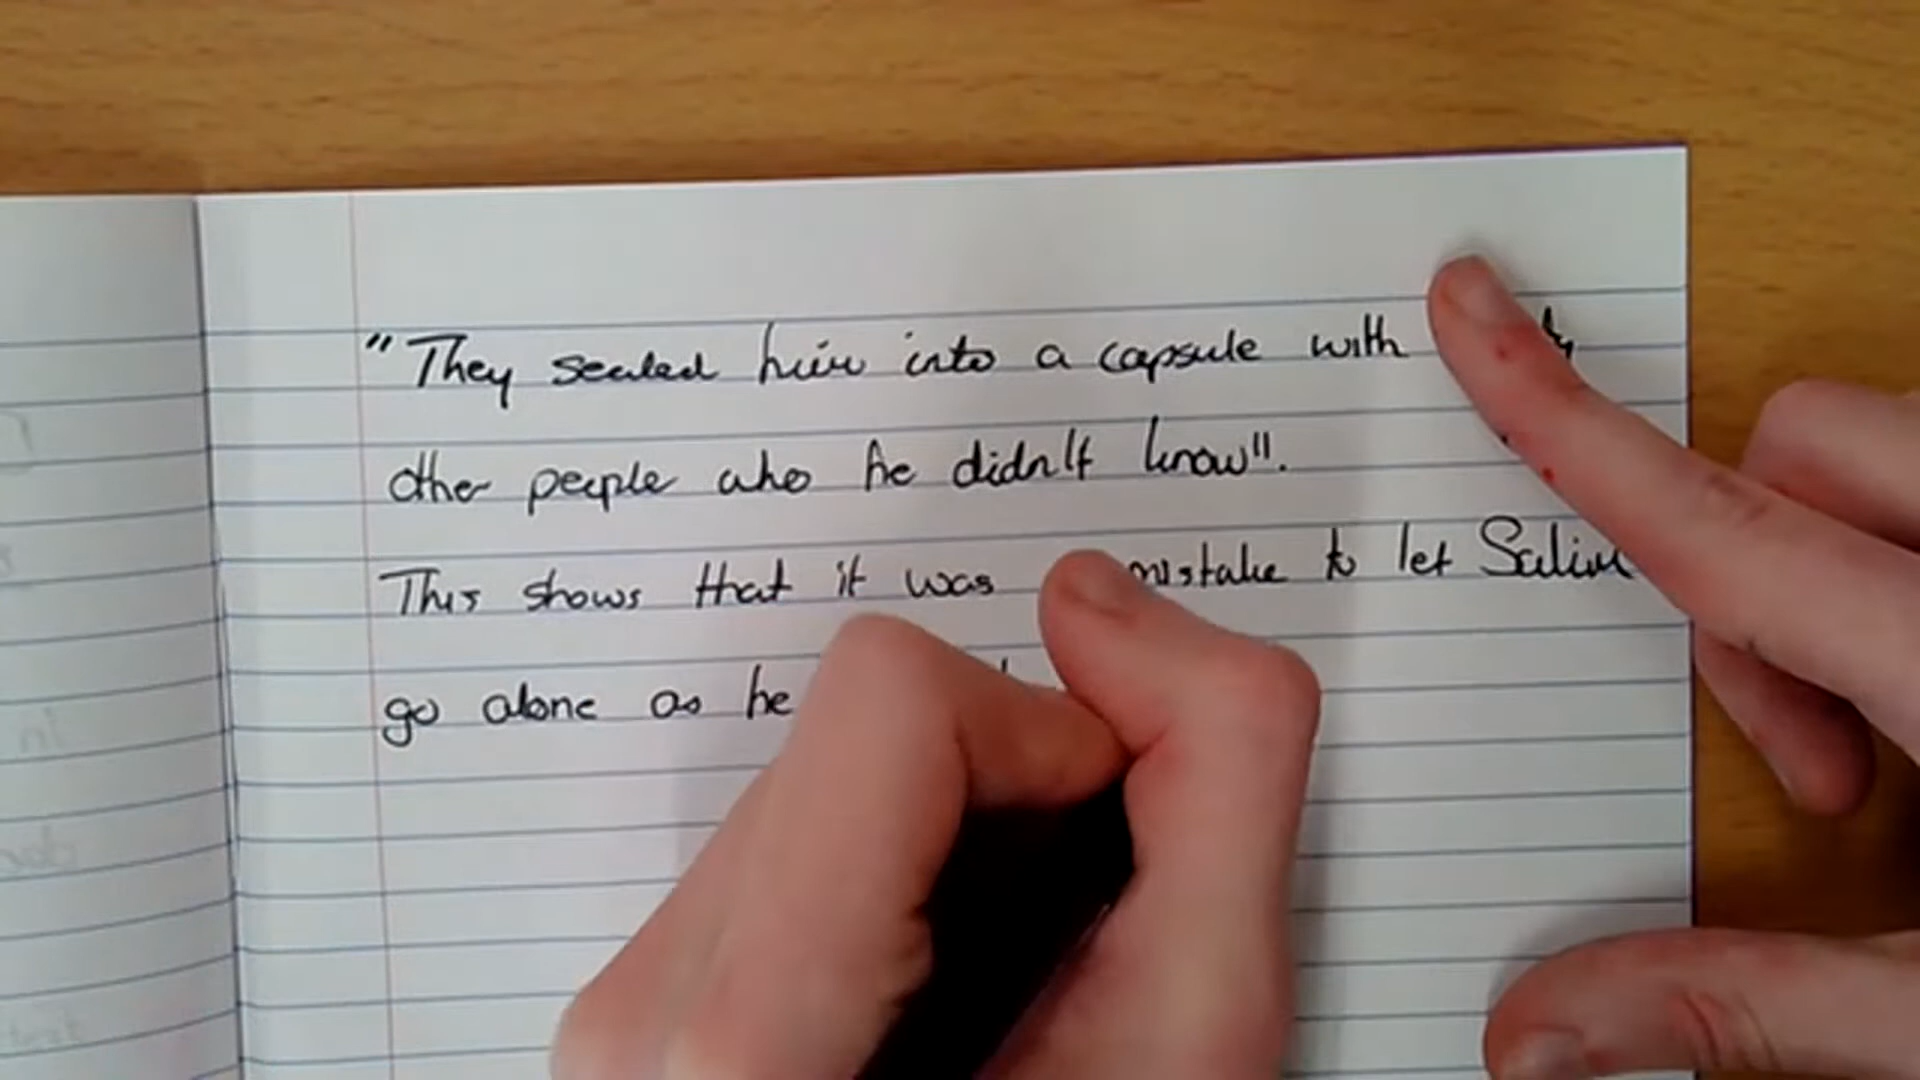 "They sealed him into a capsule with
other people who he didn't know".
This shows that it was mistake to let Salim
go alone as he